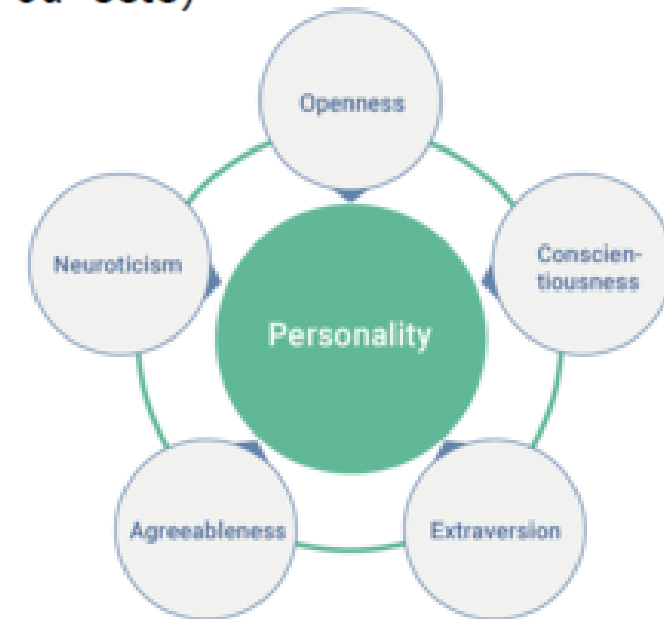 Openness
Neuroticism
Conscien-
tiousness
Personality
Agreeableness
Extraversion